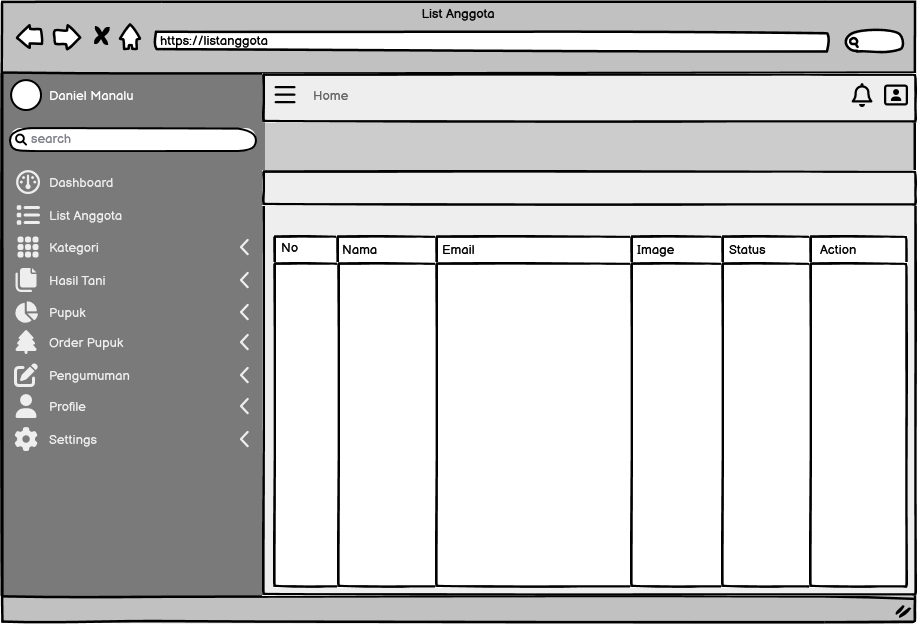 List Anggota
https://listanggota
Daniel Manalu
Home
search
Dashboard
List Anggota
Kategori
Hasil Tani
Pupuk
Order Pupuk
Pengumuman
Profile
Settings
No Nama Email Image Status Action